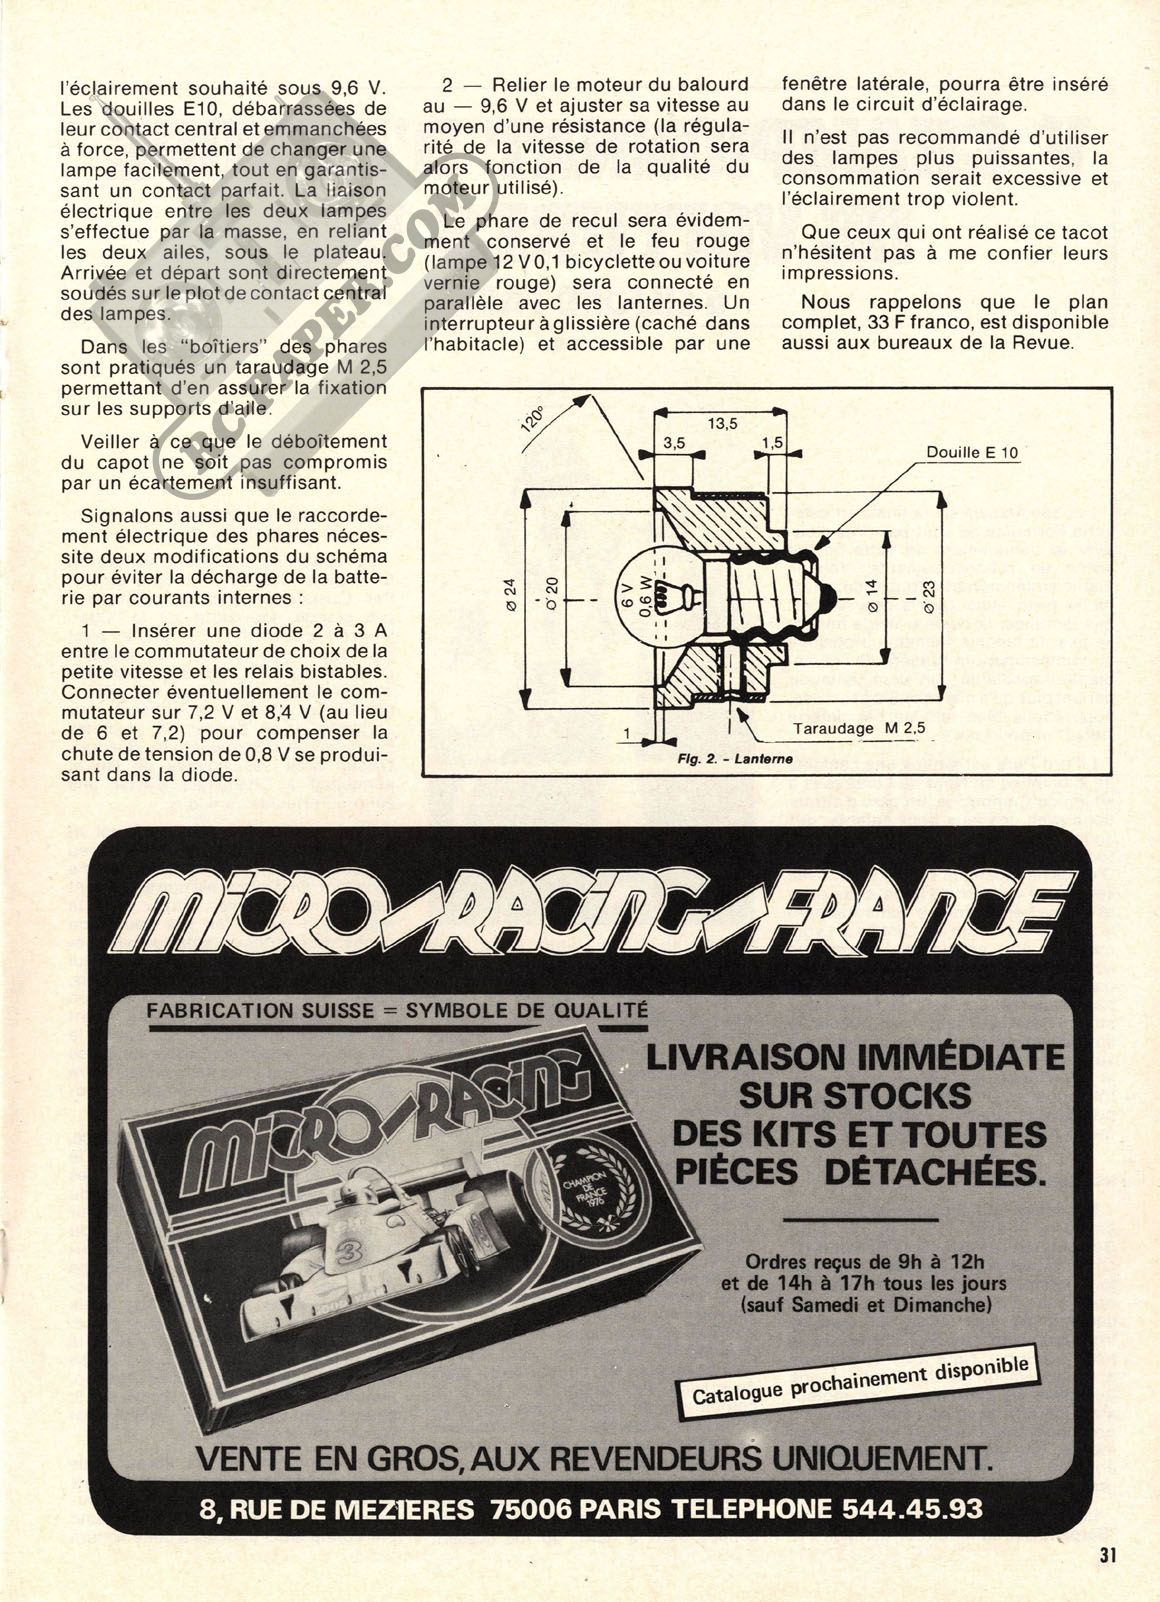 l'éclairement souhaité sous 9,6 V.
Les douilles E10, débarrassées de
leur contact central et emmanchées
à force, permettent de changer une
lampe facilement, tout en garantis-
sant un contact parfait. La liaison
électrique entre les deux lampes
s'effectue par la masse, en reliant
les deux ailes, sous le plateau.
Arrivée et départ sont directement
soudés sur le plot de contact central
des lampes.
Dans les "boîtiers" des phares
sont pratiqués un taraudage M 2,5
permettant d'en assurer la fixation
sur les supports d'aile.
Veiller à ce que le déboîtement
du capot ne soit pas compromis
par un écartement insuffisant.
Signalons aussi que le raccorde-
ment électrique des phares néces-
site deux modifications du schéma
pour éviter la décharge de la batte-
rie par courants internes :
1 — Insérer une diode 2 à 3 A
entre le commutateur de choix de la
petite vitesse et les relais bistables.
Connecter éventuellement le com-
mutateur sur 7,2 V et 8,4 V (au lieu
de 6 et 7,2) pour compenser la
chute de tension de 0,8 V se produi-
sant dans la diode.
2 — Relier le moteur du balourd
au — 9,6 V et ajuster sa vitesse au
moyen d'une résistance (la régula-
rité de la vitesse de rotation sera
alors fonction de la qualité du
moteur utilisé).
Le phare de recul sera évidem-
ment conservé et le feu rouge
(lampe 12 V 0,1 bicyclette ou voiture
vernie rouge) sera connecté en
parallèle avec les lanternes. Un
interrupteur à glissière (caché dans
l'habitacle) et accessible par une
fenêtre latérale, pourra être inséré
dans le circuit d'éclairage.
Il n'est pas recommandé d'utiliser
des lampes plus puissantes, la
consommation serait excessive et
l'éclairement trop violent.
Que ceux qui ont réalisé ce tacot
n'hésitent pas à me confier leurs
impressions.
Nous rappelons que le plan
complet, 33 F franco, est disponible
aussi aux bureaux de la Revue.
RC-PAPER.COM
120°
13,5
3,5
1,5
Douille E 10
ø 24
ø 20
6 V
0,6 W
ø 14
ø 23
1
Taraudage M 2,5
Fig. 2. - Lanterne
MICRO-RACING-FRANCE
FABRICATION SUISSE = SYMBOLE DE QUALITÉ
MICRO-RACING
CHAMPION
DE
FRANCE
1976
3
LIVRAISON IMMÉDIATE
SUR STOCKS
DES KITS ET TOUTES
PIÈCES DÉTACHÉES.
Ordres reçus de 9h à 12h
et de 14h à 17h tous les jours
(sauf Samedi et Dimanche)
Catalogue prochainement disponible
VENTE EN GROS, AUX REVENDEURS UNIQUEMENT.
8, RUE DE MEZIERES 75006 PARIS TELEPHONE 544.45.93
31